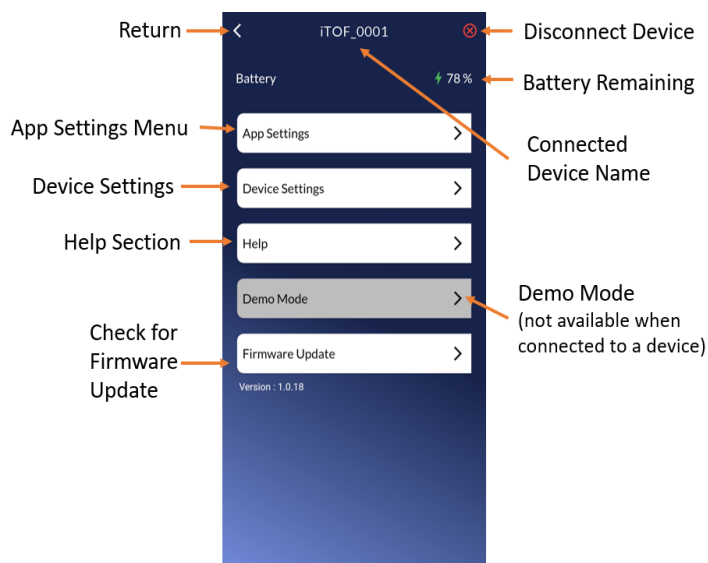 Return
iTOF_0001
Disconnect Device
Battery
78 %
Battery Remaining
App Settings Menu
App Settings
Connected
Device Name
Device Settings
Device Settings
Help Section
Help
Demo Mode
Demo Mode
(not available when
connected to a device)
Check for
Firmware
Update
Firmware Update
Version : 1.0.18